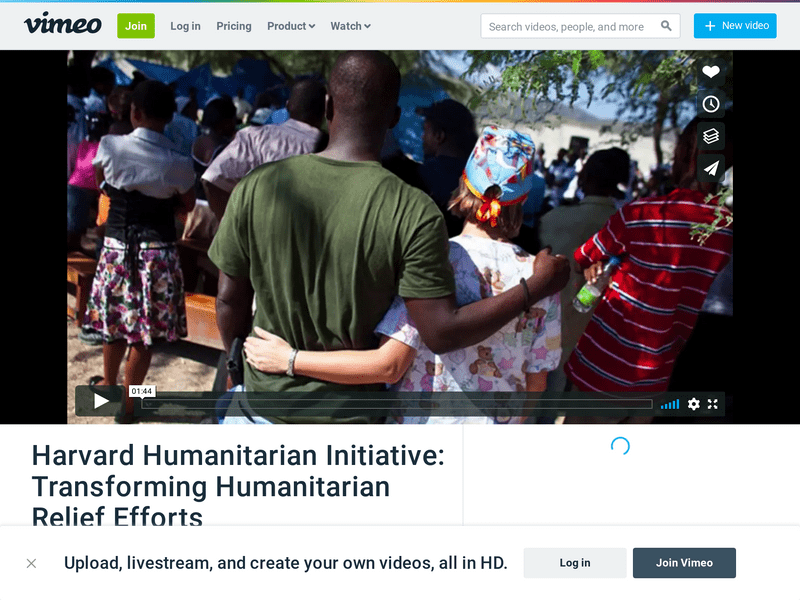 vimeo Join Log in Pricing Product Watch Search videos, people, and more New video
01:44
Harvard Humanitarian Initiative:
Transforming Humanitarian
Relief Efforts
Upload, livestream, and create your own videos, all in HD. Log in Join Vimeo